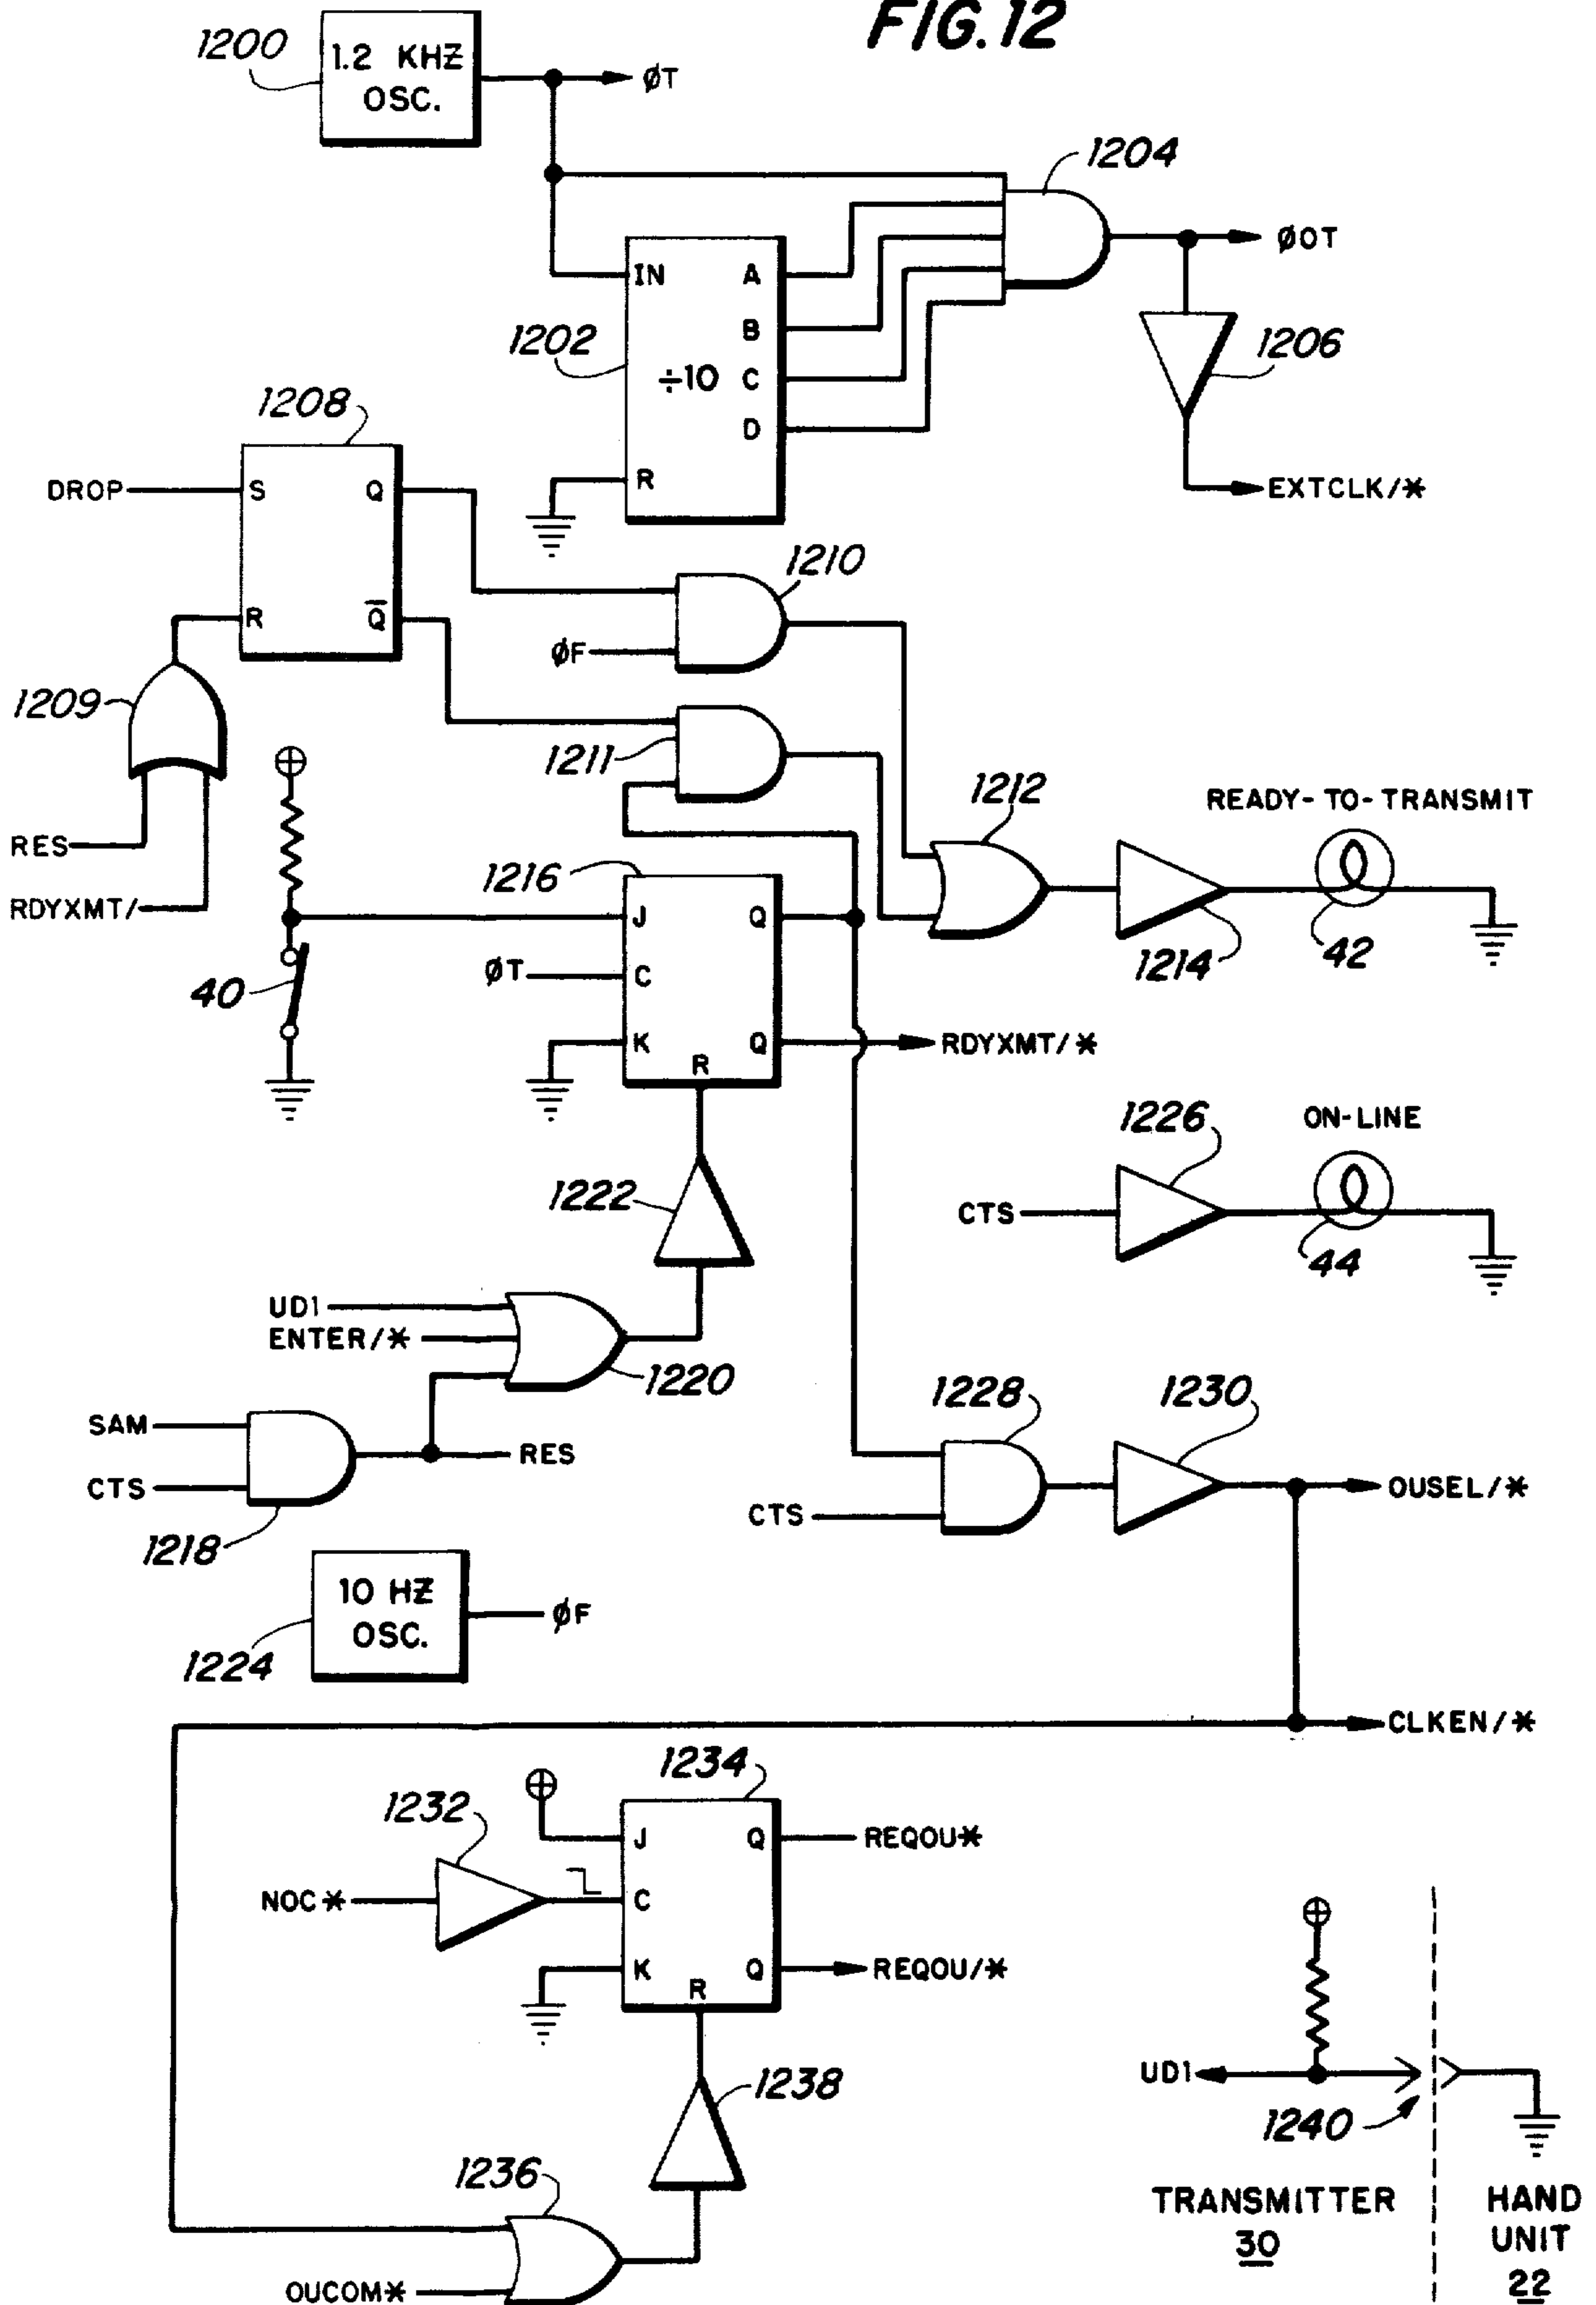 FIG.12
1200
1.2 KHZ
OSC.
ØT
1204
ØOT
IN
A
B
1202
÷10
C
D
R
1206
EXTCLK/*
1208
DROP
S
Q
R
Q̅
1210
ØF
1209
1211
RES
RDYXMT/
1212
READY-TO-TRANSMIT
1214
42
1216
J
Q
ØT
C
40
K
Q
R
RDYXMT/*
1226
ON-LINE
CTS
44
1222
UD1
ENTER/*
1220
SAM
CTS
RES
1218
1228
1230
CTS
OUSEL/*
10 HZ
OSC.
ØF
1224
CLKEN/*
1234
1232
J
Q
REQOU*
NOC*
C
K
Q
REQOU/*
R
1238
UD1
1240
1236
OUCOM*
TRANSMITTER
30
HAND
UNIT
22